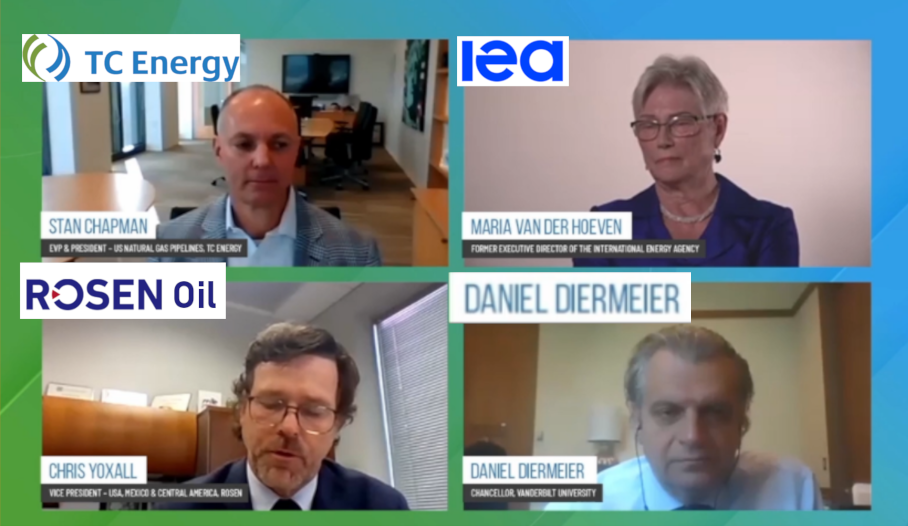 TC Energy
iea
STAN CHAPMAN
EVP & PRESIDENT – US NATURAL GAS PIPELINES, TC ENERGY
MARIA VAN DER HOEVEN
FORMER EXECUTIVE DIRECTOR OF THE INTERNATIONAL ENERGY AGENCY
ROSEN Oil
DANIEL DIERMEIER
CHRIS YOXALL
VICE PRESIDENT – USA, MEXICO & CENTRAL AMERICA, ROSEN
DANIEL DIERMEIER
CHANCELLOR, VANDERBILT UNIVERSITY